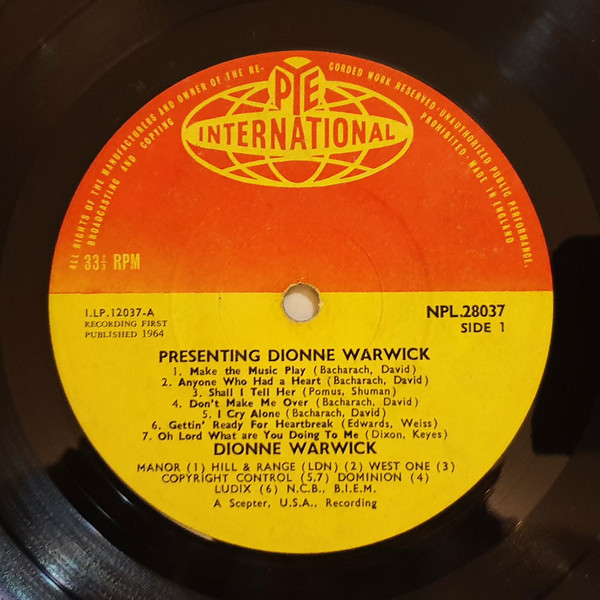 ALL RIGHTS OF THE MANUFACTURERS AND OWNER OF THE RE-CORDED WORK RESERVED·UNAUTHORIZED PUBLIC PERFORMANCE.
BROADCASTING AND COPYING PROHIBITED·MADE IN ENGLAND
PYE
INTERNATIONAL
33⅓ RPM
I.LP.12037-A
RECORDING FIRST
PUBLISHED 1964
NPL.28037
SIDE 1
PRESENTING DIONNE WARWICK
1. Make the Music Play (Bacharach, David)
2. Anyone Who Had a Heart (Bacharach, David)
3. Shall I Tell Her (Pomus, Shuman)
4. Don't Make Me Over (Bacharach, David)
5. I Cry Alone (Bacharach, David)
6. Gettin' Ready For Heartbreak (Edwards, Weiss)
7. Oh Lord What are You Doing To Me (Dixon, Keyes)
DIONNE WARWICK
MANOR (1) HILL & RANGE (LDN) (2) WEST ONE (3)
COPYRIGHT CONTROL (5,7) DOMINION (4)
LUDIX (6) N.C.B., B.I.E.M.
A Scepter, U.S.A., Recording